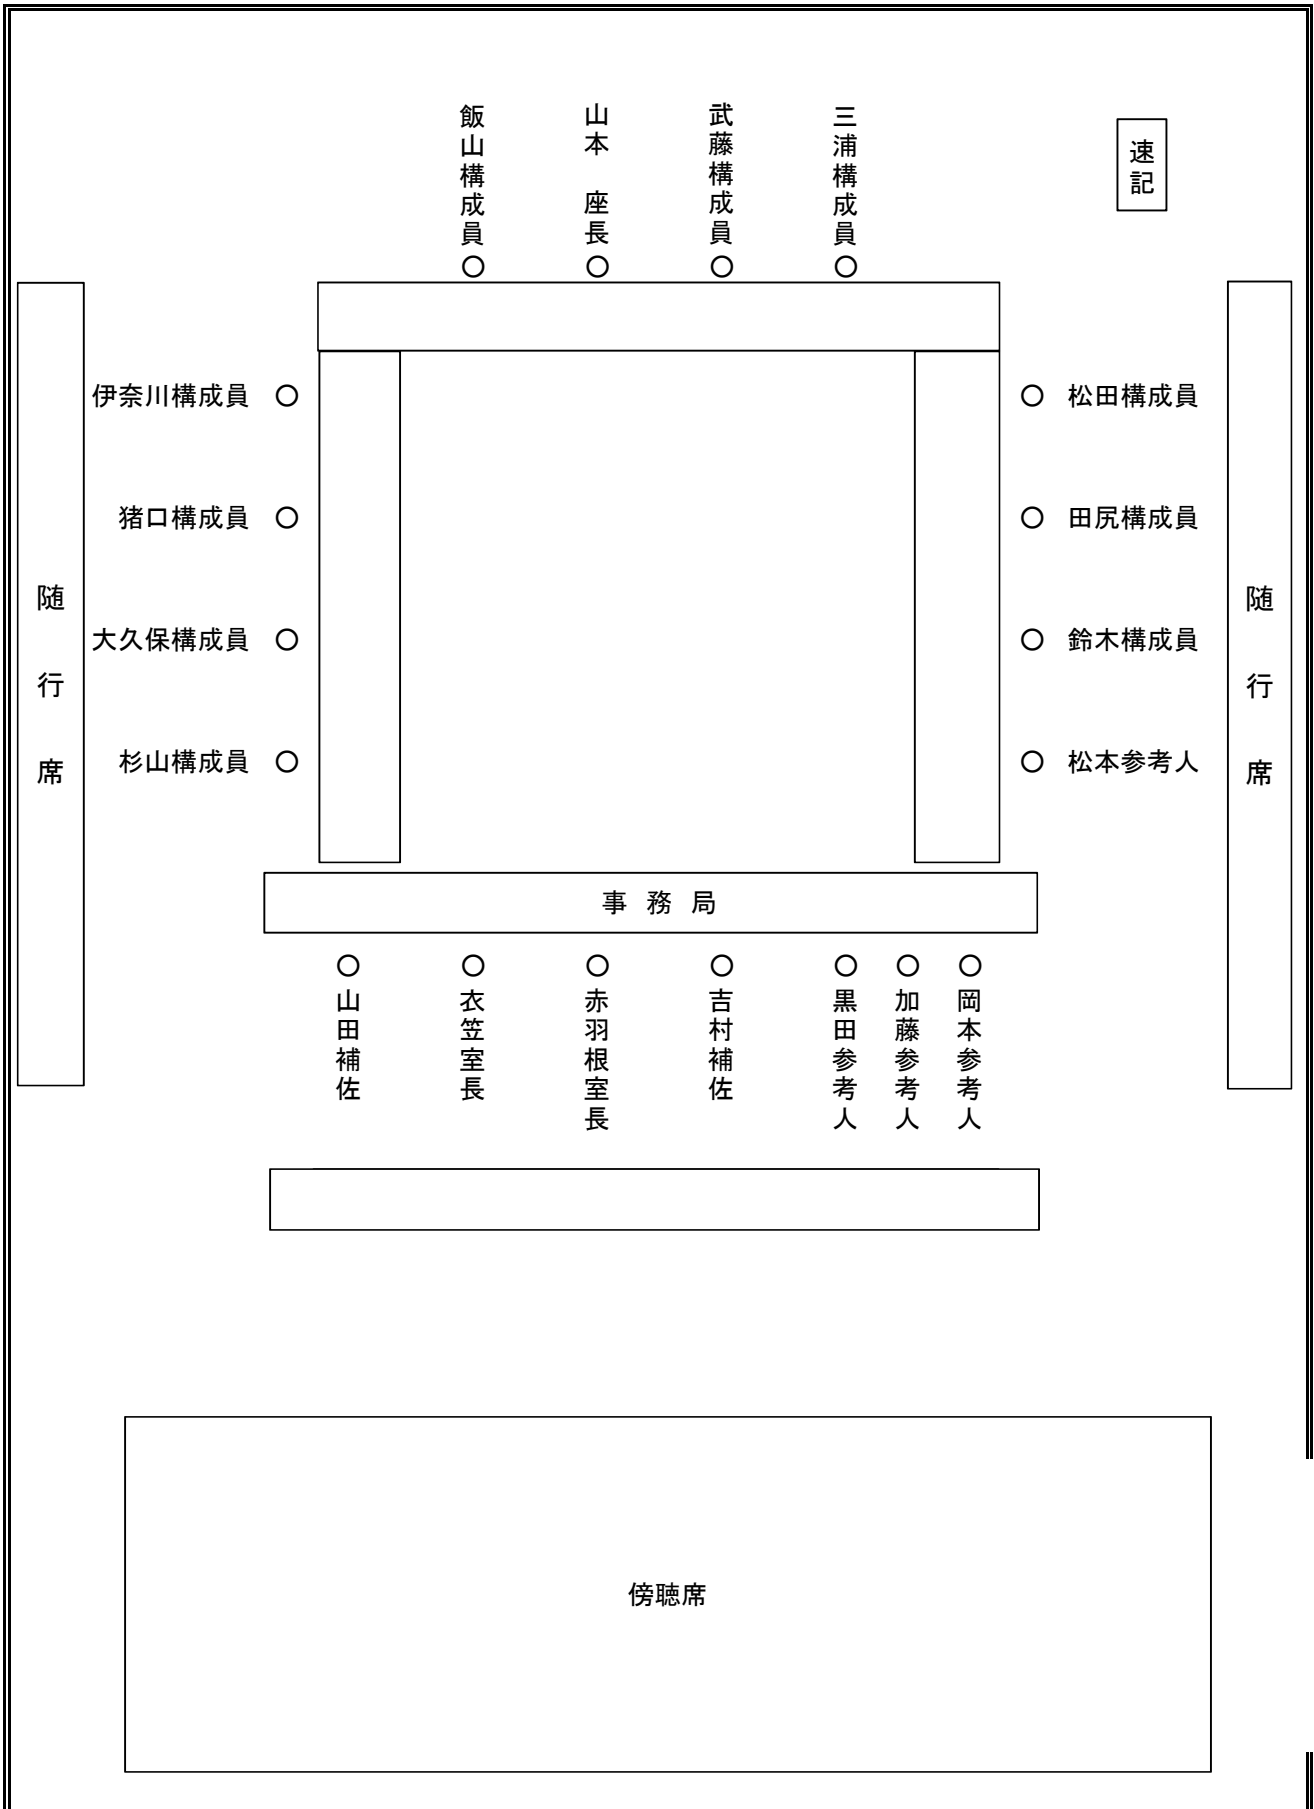 飯山構成員
山本　座長
武藤構成員
三浦構成員
速記
伊奈川構成員
猪口構成員
大久保構成員
杉山構成員
松田構成員
田尻構成員
鈴木構成員
松本参考人
随行席
随行席
事務局
山田補佐
衣笠室長
赤羽根室長
吉村補佐
黒田参考人
加藤参考人
岡本参考人
傍聴席